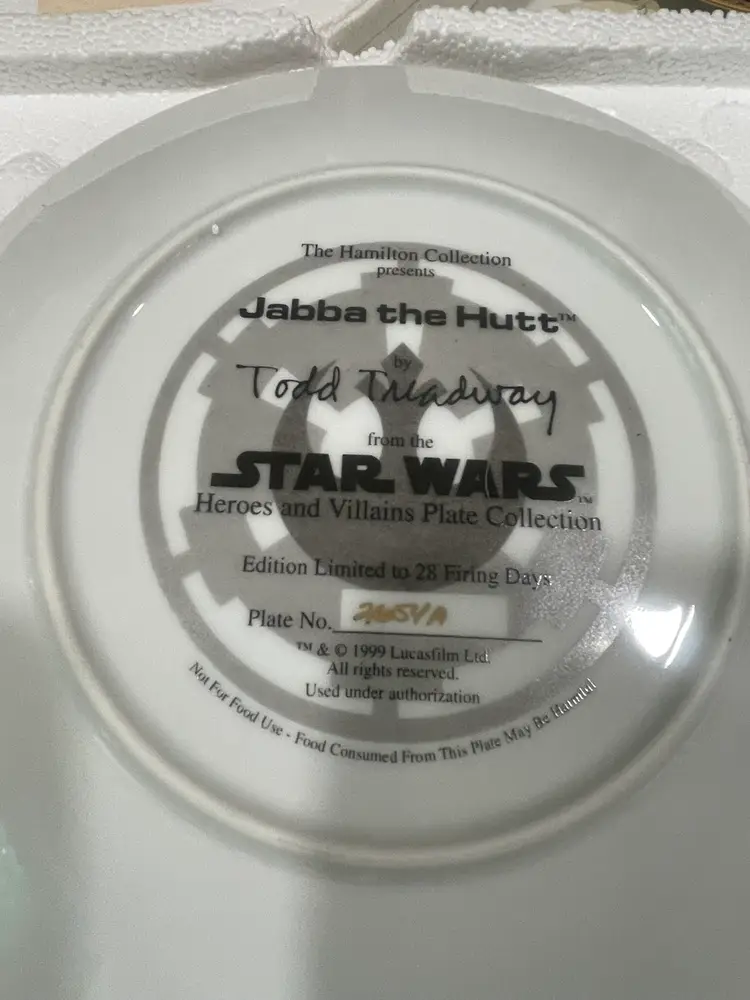 The Hamilton Collection
presents
Jabba the Hutt™
by
Todd Treadway
from the
STAR WARS™
Heroes and Villains Plate Collection
Edition Limited to 28 Firing Days
Plate No.
™ & © 1999 Lucasfilm Ltd.
All rights reserved.
Used under authorization
Not For Food Use - Food Consumed From This Plate May Be Harmful